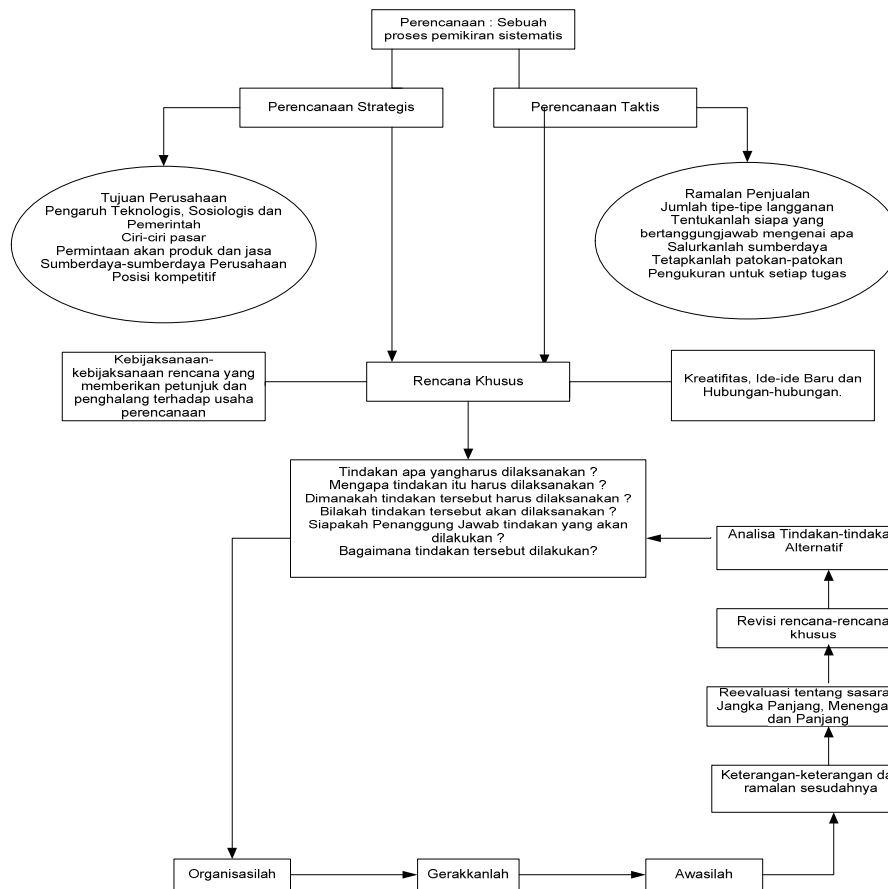 Perencanaan : Sebuah
proses pemikiran sistematis
Perencanaan Strategis
Perencanaan Taktis
Tujuan Perusahaan
Pengaruh Teknologis, Sosiologis dan
Pemerintah
Ciri-ciri pasar
Permintaan akan produk dan jasa
Sumberdaya-sumberdaya Perusahaan
Posisi kompetitif
Ramalan Penjualan
Jumlah tipe-tipe langganan
Tentukanlah siapa yang
bertanggungjawab mengenai apa
Salurkanlah sumberdaya
Tetapkanlah patokan-patokan
Pengukuran untuk setiap tugas
Kebijaksanaan-
kebijaksanaan rencana yang
memberikan petunjuk dan
penghalang terhadap usaha
perencanaan
Rencana Khusus
Kreatifitas, Ide-ide Baru dan
Hubungan-hubungan.
Tindakan apa yangharus dilaksanakan ?
Mengapa tindakan itu harus dilaksanakan ?
Dimanakah tindakan tersebut harus dilaksanakan ?
Bilakah tindakan tersebut akan dilaksanakan ?
Siapakah Penanggung Jawab tindakan yang akan
dilakukan ?
Bagaimana tindakan tersebut dilakukan?
Analisa Tindakan-tindaka
Alternatif
Revisi rencana-rencana
khusus
Reevaluasi tentang sasara
Jangka Panjang, Menenga
dan Panjang
Keterangan-keterangan da
ramalan sesudahnya
Organisasilah
Gerakkanlah
Awasilah